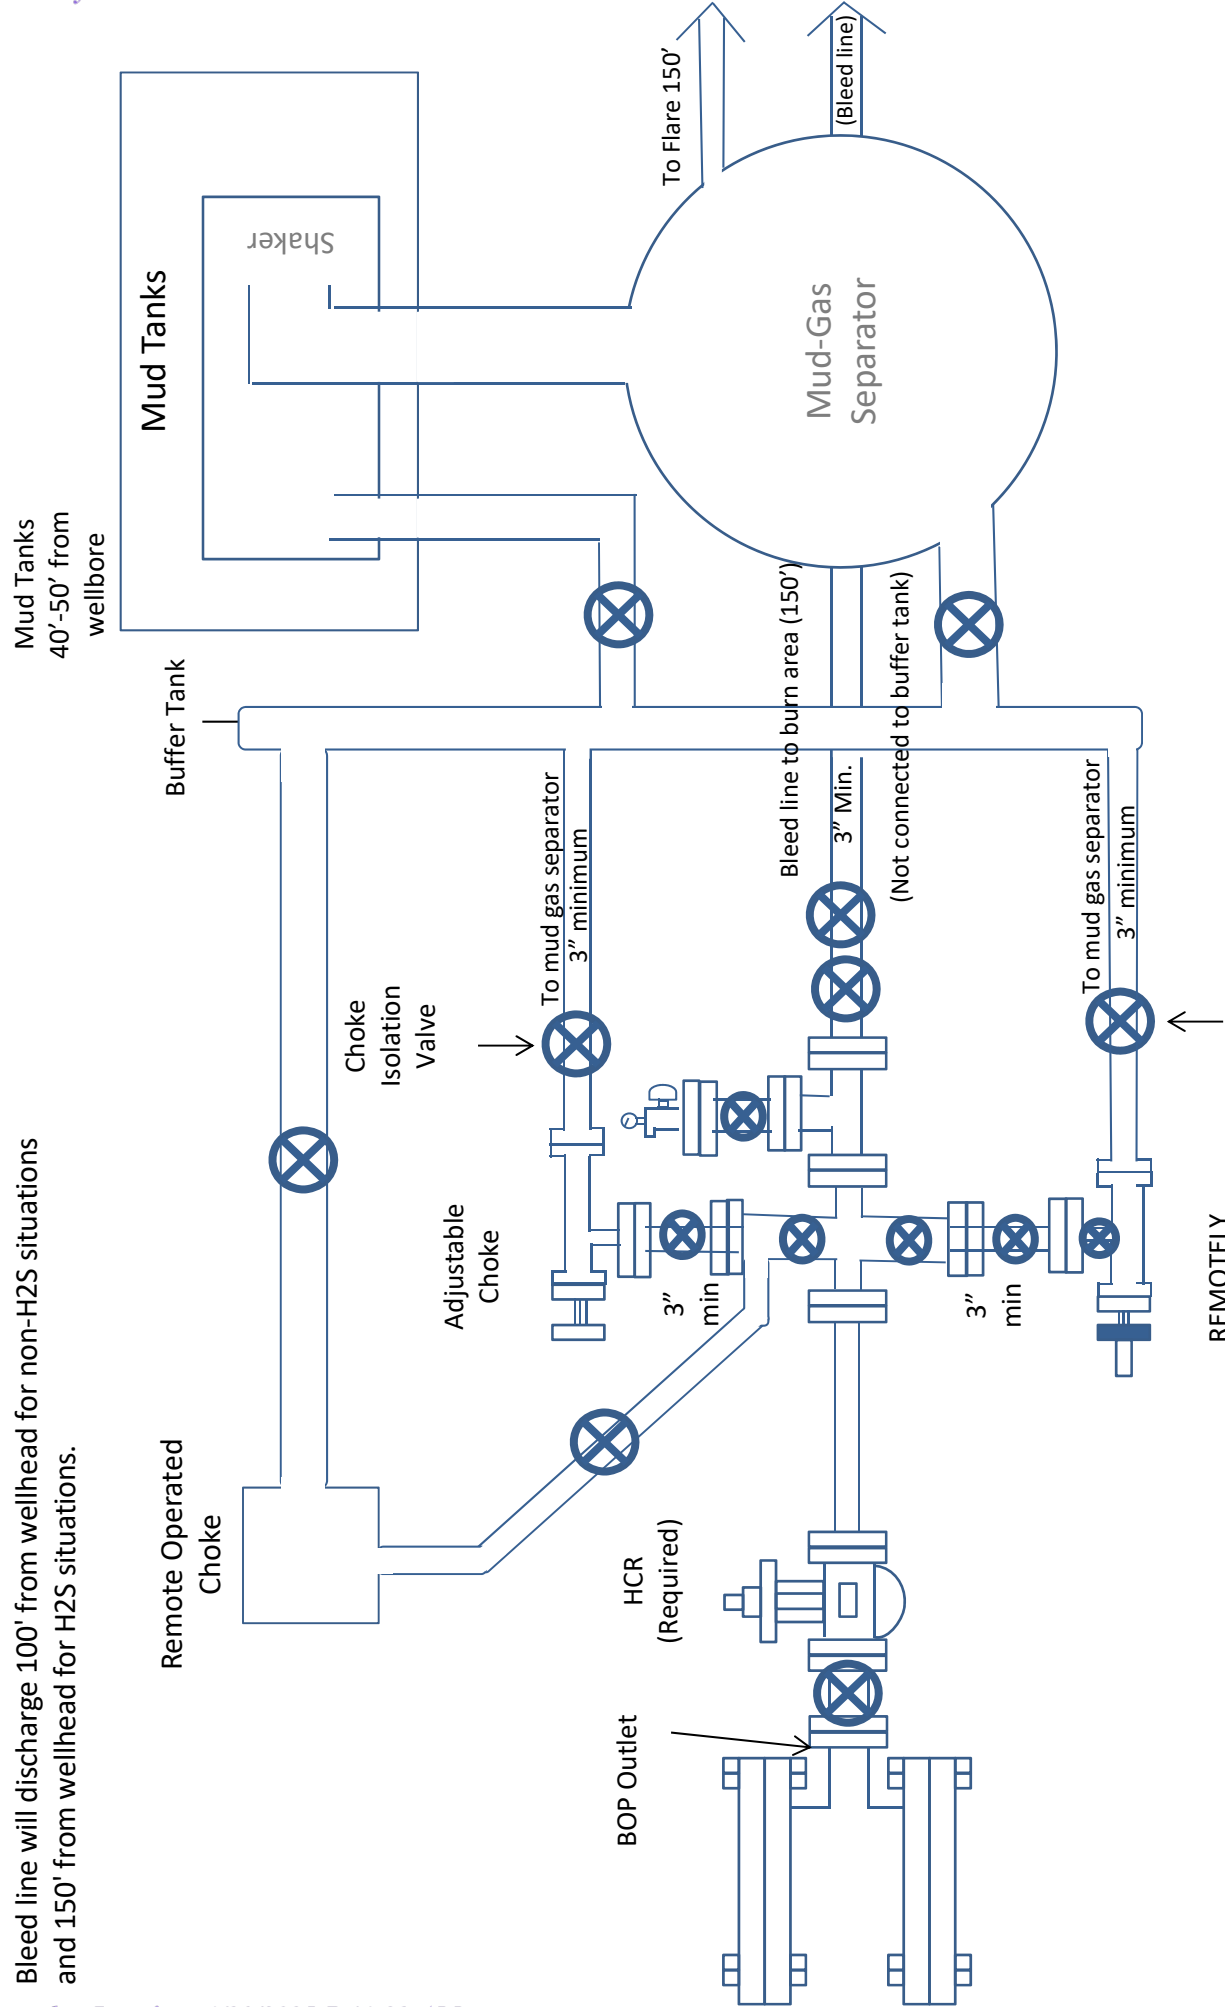 Bleed line will discharge 100' from wellhead for non-H2S situations
and 150' from wellhead for H2S situations.
Mud Tanks
40’-50’ from
wellbore
Mud Tanks
Shaker
Buffer Tank
Remote Operated
Choke
Choke
Isolation
Valve
Adjustable
Choke
To mud gas separator
3” minimum
To Flare 150’
(Bleed line)
Mud-Gas
Separator
HCR
(Required)
BOP Outlet
3”
min
Bleed line to burn area (150’)
3” Min.
(Not connected to buffer tank)
3”
min
To mud gas separator
3” minimum
REMOTELY